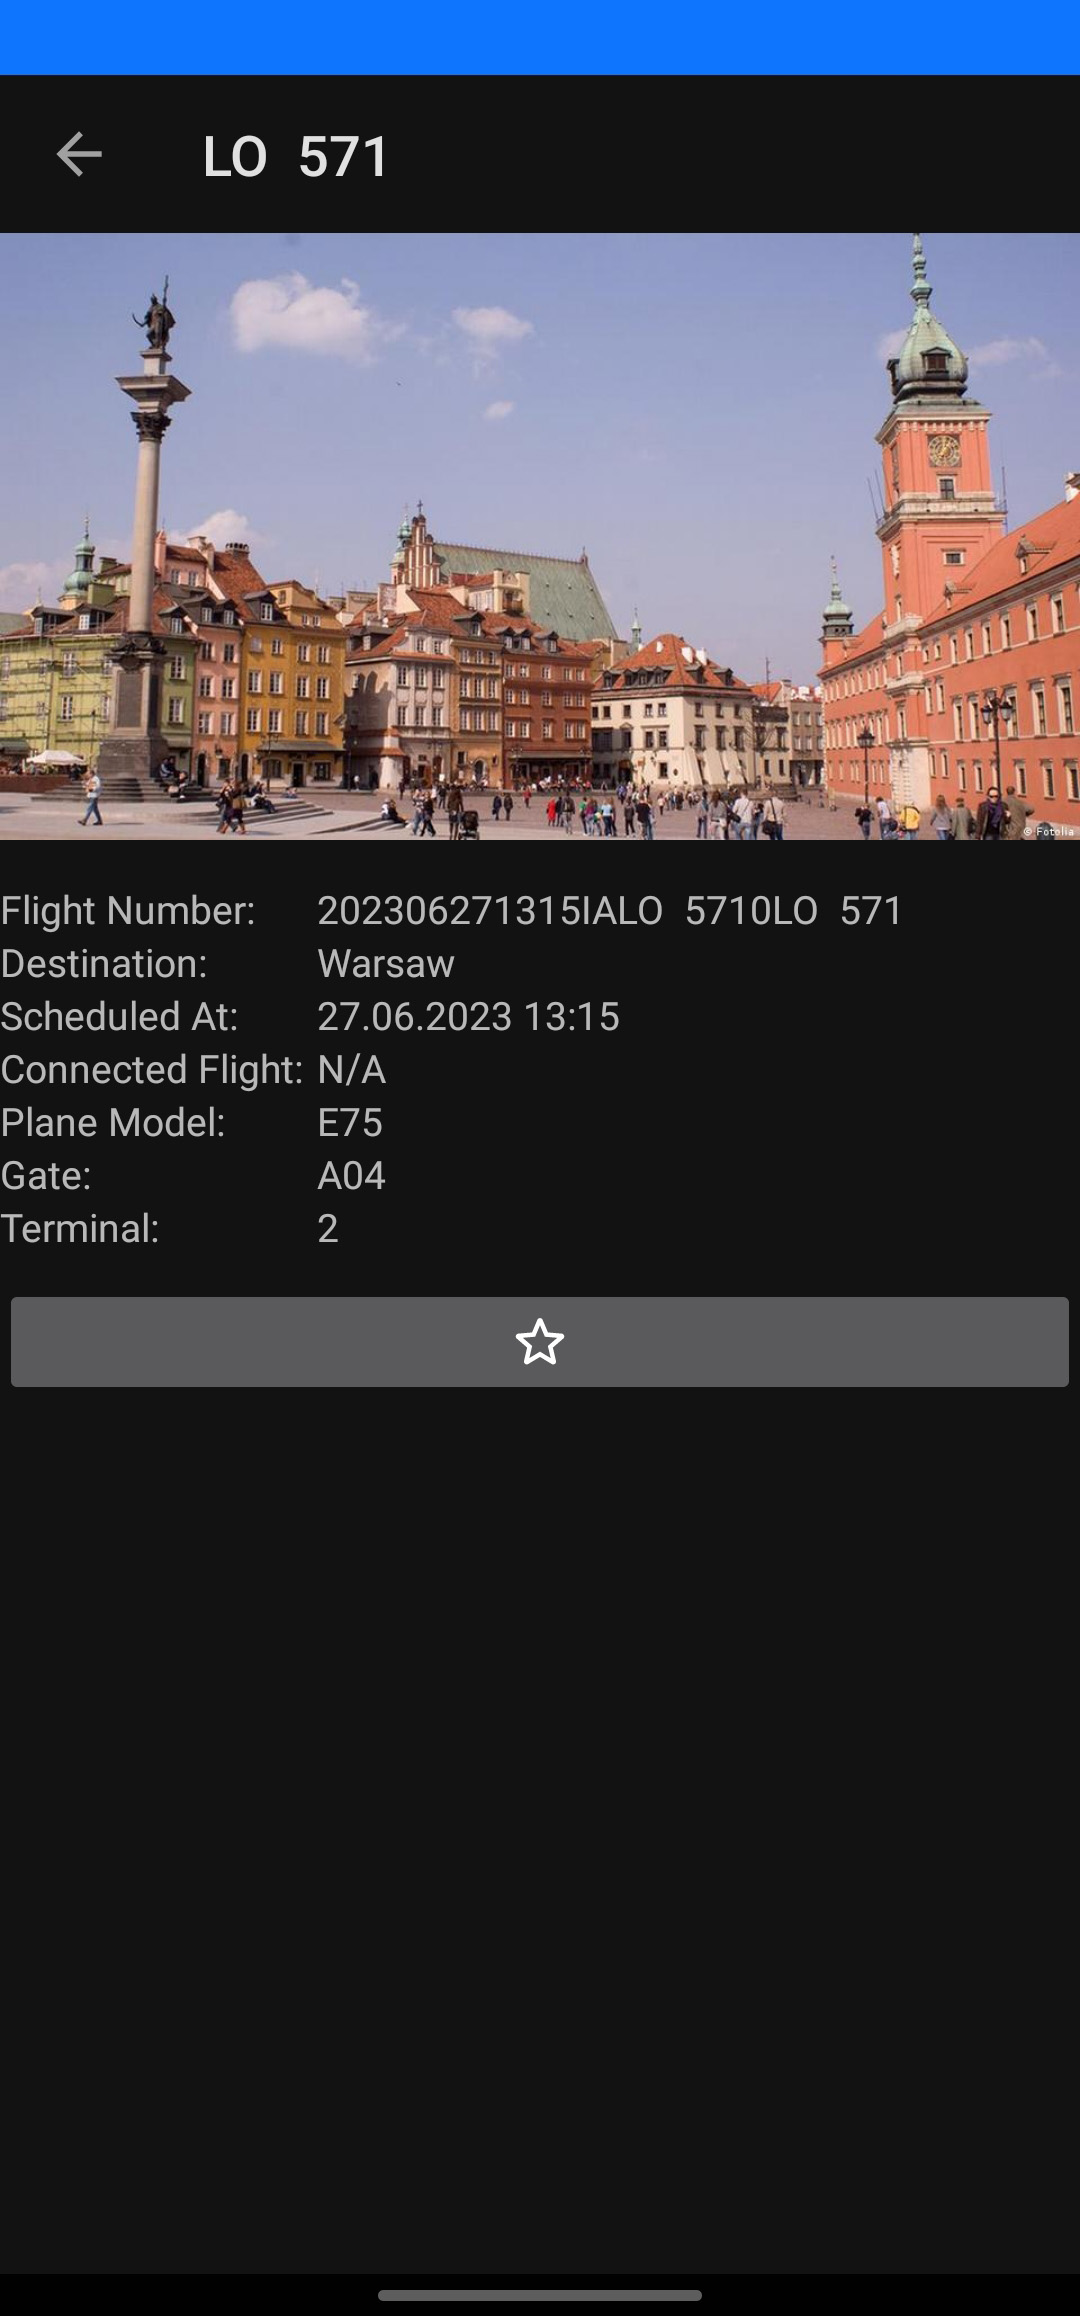 LO  571
© Fotolia
Flight Number: 202306271315IALO  5710LO  571
Destination: Warsaw
Scheduled At: 27.06.2023 13:15
Connected Flight: N/A
Plane Model: E75
Gate: A04
Terminal: 2